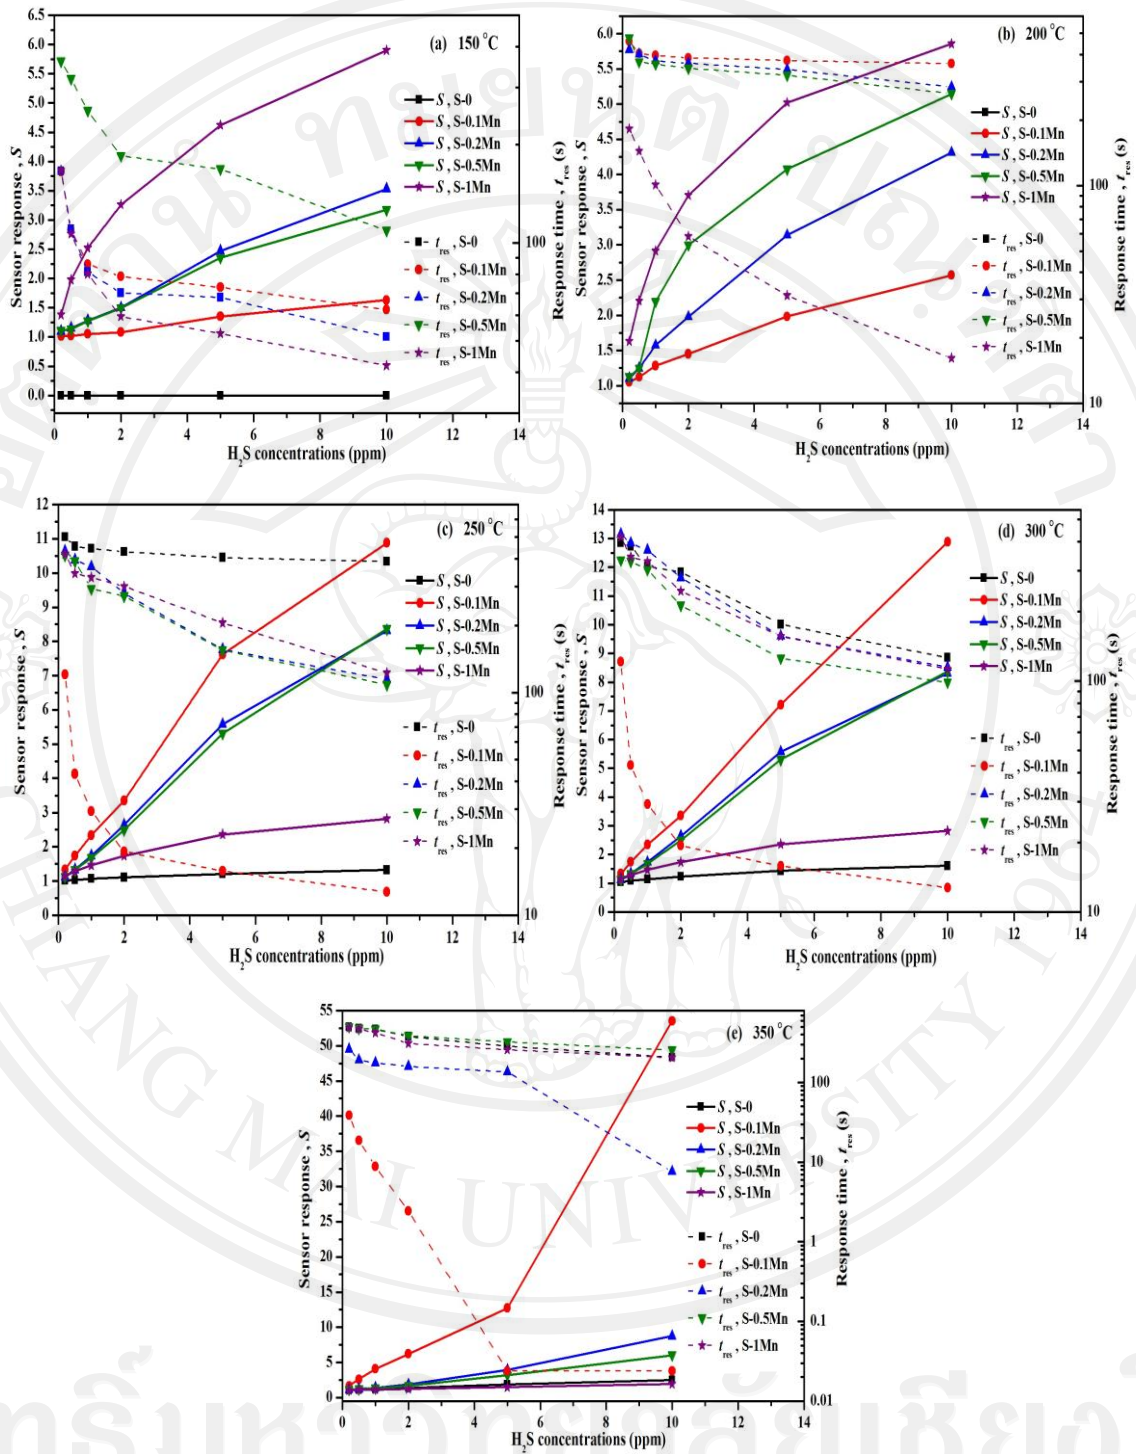 (a) 150 °C
Sensor response , S
6.5
6.0
5.5
5.0
4.5
4.0
3.5
3.0
2.5
2.0
1.5
1.0
0.5
0.0
S , S-0
S , S-0.1Mn
S , S-0.2Mn
S , S-0.5Mn
S , S-1Mn
t_res , S-0
t_res , S-0.1Mn
t_res , S-0.2Mn
t_res , S-0.5Mn
t_res , S-1Mn
100
Response time , t_res (s)
0 2 4 6 8 10 12 14
H₂S concentrations (ppm)
(b) 200 °C
Sensor response , S
6.0
5.5
5.0
4.5
4.0
3.5
3.0
2.5
2.0
1.5
1.0
S , S-0
S , S-0.1Mn
S , S-0.2Mn
S , S-0.5Mn
S , S-1Mn
t_res , S-0
t_res , S-0.1Mn
t_res , S-0.2Mn
t_res , S-0.5Mn
t_res , S-1Mn
100
10
Response time , t_res (s)
0 2 4 6 8 10 12 14
H₂S concentrations (ppm)
(c) 250 °C
Sensor response , S
12
11
10
9
8
7
6
5
4
3
2
1
0
S , S-0
S , S-0.1Mn
S , S-0.2Mn
S , S-0.5Mn
S , S-1Mn
t_res , S-0
t_res , S-0.1Mn
t_res , S-0.2Mn
t_res , S-0.5Mn
t_res , S-1Mn
100
10
Response time , t_res (s)
0 2 4 6 8 10 12 14
H₂S concentrations (ppm)
(d) 300 °C
Sensor response , S
14
13
12
11
10
9
8
7
6
5
4
3
2
1
0
S , S-0
S , S-0.1Mn
S , S-0.2Mn
S , S-0.5Mn
S , S-1Mn
t_res , S-0
t_res , S-0.1Mn
t_res , S-0.2Mn
t_res , S-0.5Mn
t_res , S-1Mn
100
10
Response time , t_res (s)
0 2 4 6 8 10 12 14
H₂S concentrations (ppm)
(e) 350 °C
Sensor response , S
55
50
45
40
35
30
25
20
15
10
5
0
S , S-0
S , S-0.1Mn
S , S-0.2Mn
S , S-0.5Mn
S , S-1Mn
t_res , S-0
t_res , S-0.1Mn
t_res , S-0.2Mn
t_res , S-0.5Mn
t_res , S-1Mn
100
10
1
0.1
0.01
Response time , t_res (s)
0 2 4 6 8 10 12 14
H₂S concentrations (ppm)
CHIANG MAI UNIVERSITY